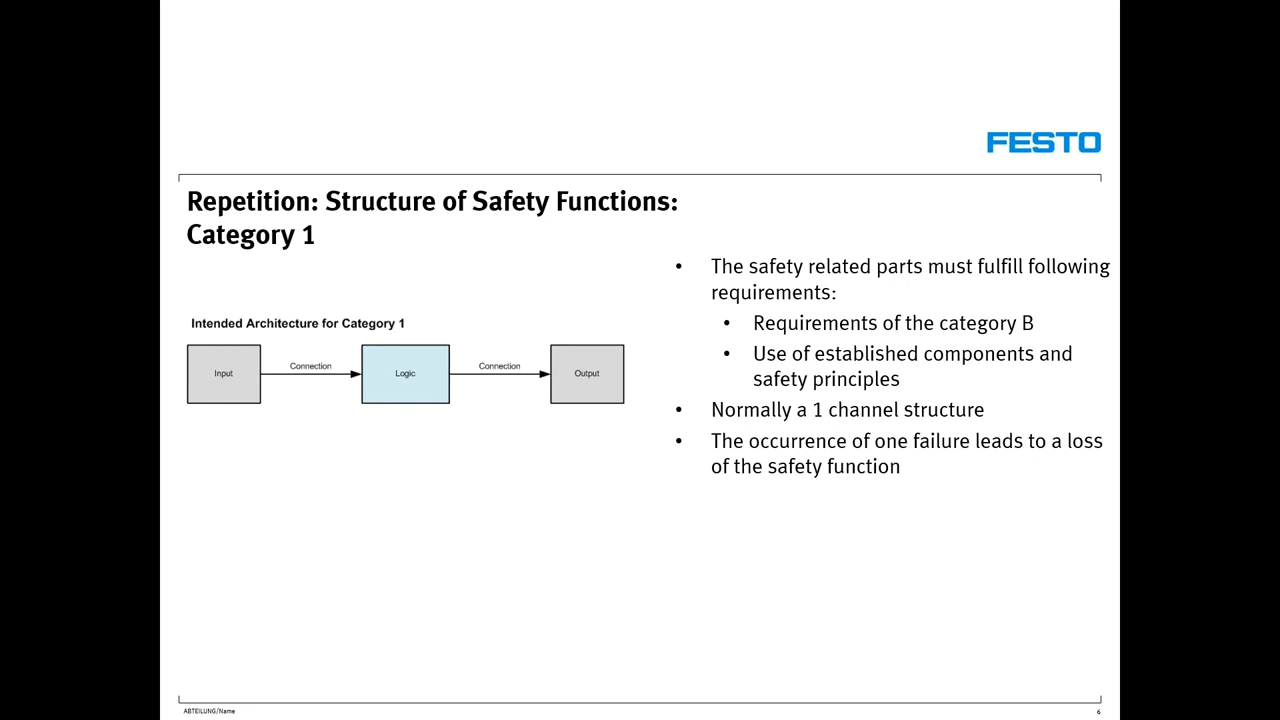 FESTO
Repetition: Structure of Safety Functions:
Category 1
• The safety related parts must fulfill following
requirements:
• Requirements of the category B
• Use of established components and
safety principles
• Normally a 1 channel structure
• The occurrence of one failure leads to a loss
of the safety function
Intended Architecture for Category 1
Input
Connection
Logic
Connection
Output
ABTEILUNG/Name
6